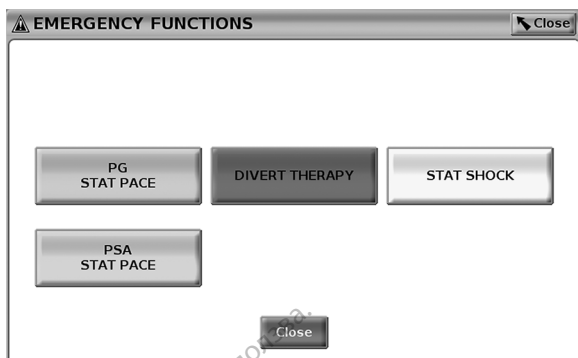 EMERGENCY FUNCTIONS
Close
PG
STAT PACE
DIVERT THERAPY
STAT SHOCK
PSA
STAT PACE
Close